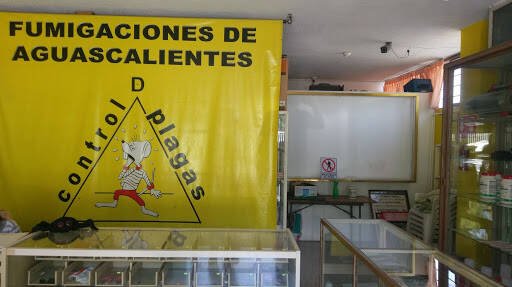 FUMIGACIONES DE
AGUASCALIENTES
control D plagas